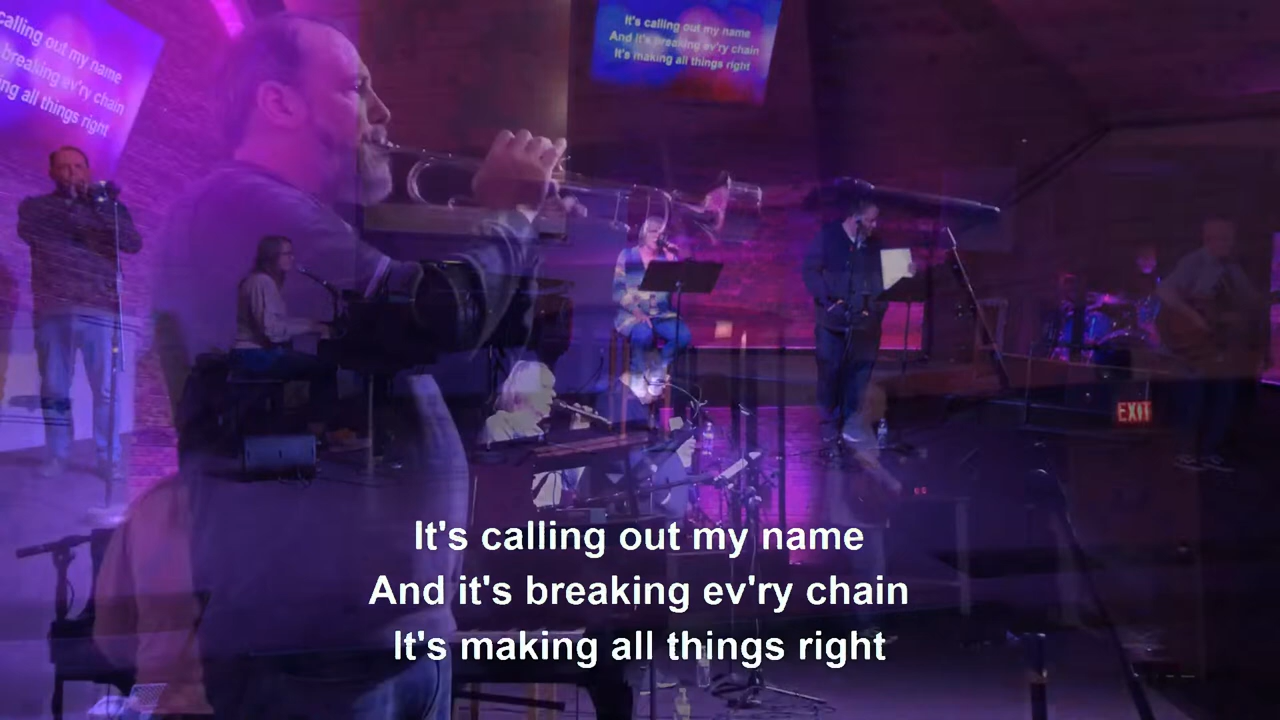 calling out my name
breaking ev'ry chain
ng all things right
It's calling out my name
And it's breaking ev'ry chain
It's making all things right
EXIT
It's calling out my name
And it's breaking ev'ry chain
It's making all things right